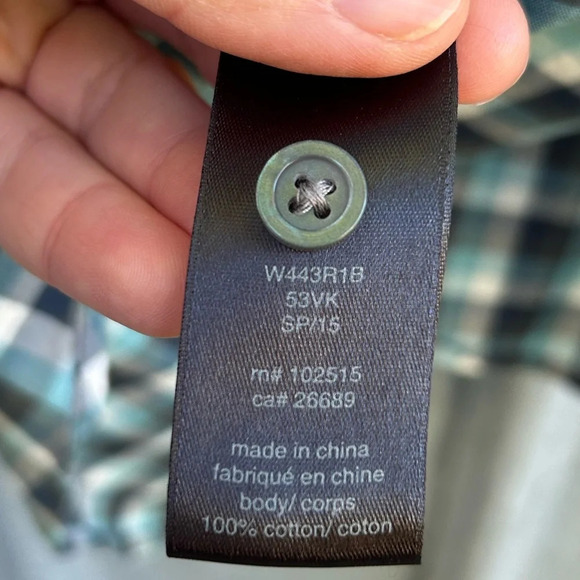 W443R1B
53VK
SP/15
rn# 102515
ca# 26689
made in china
fabriqué en chine
body/ corps
100% cotton/ coton